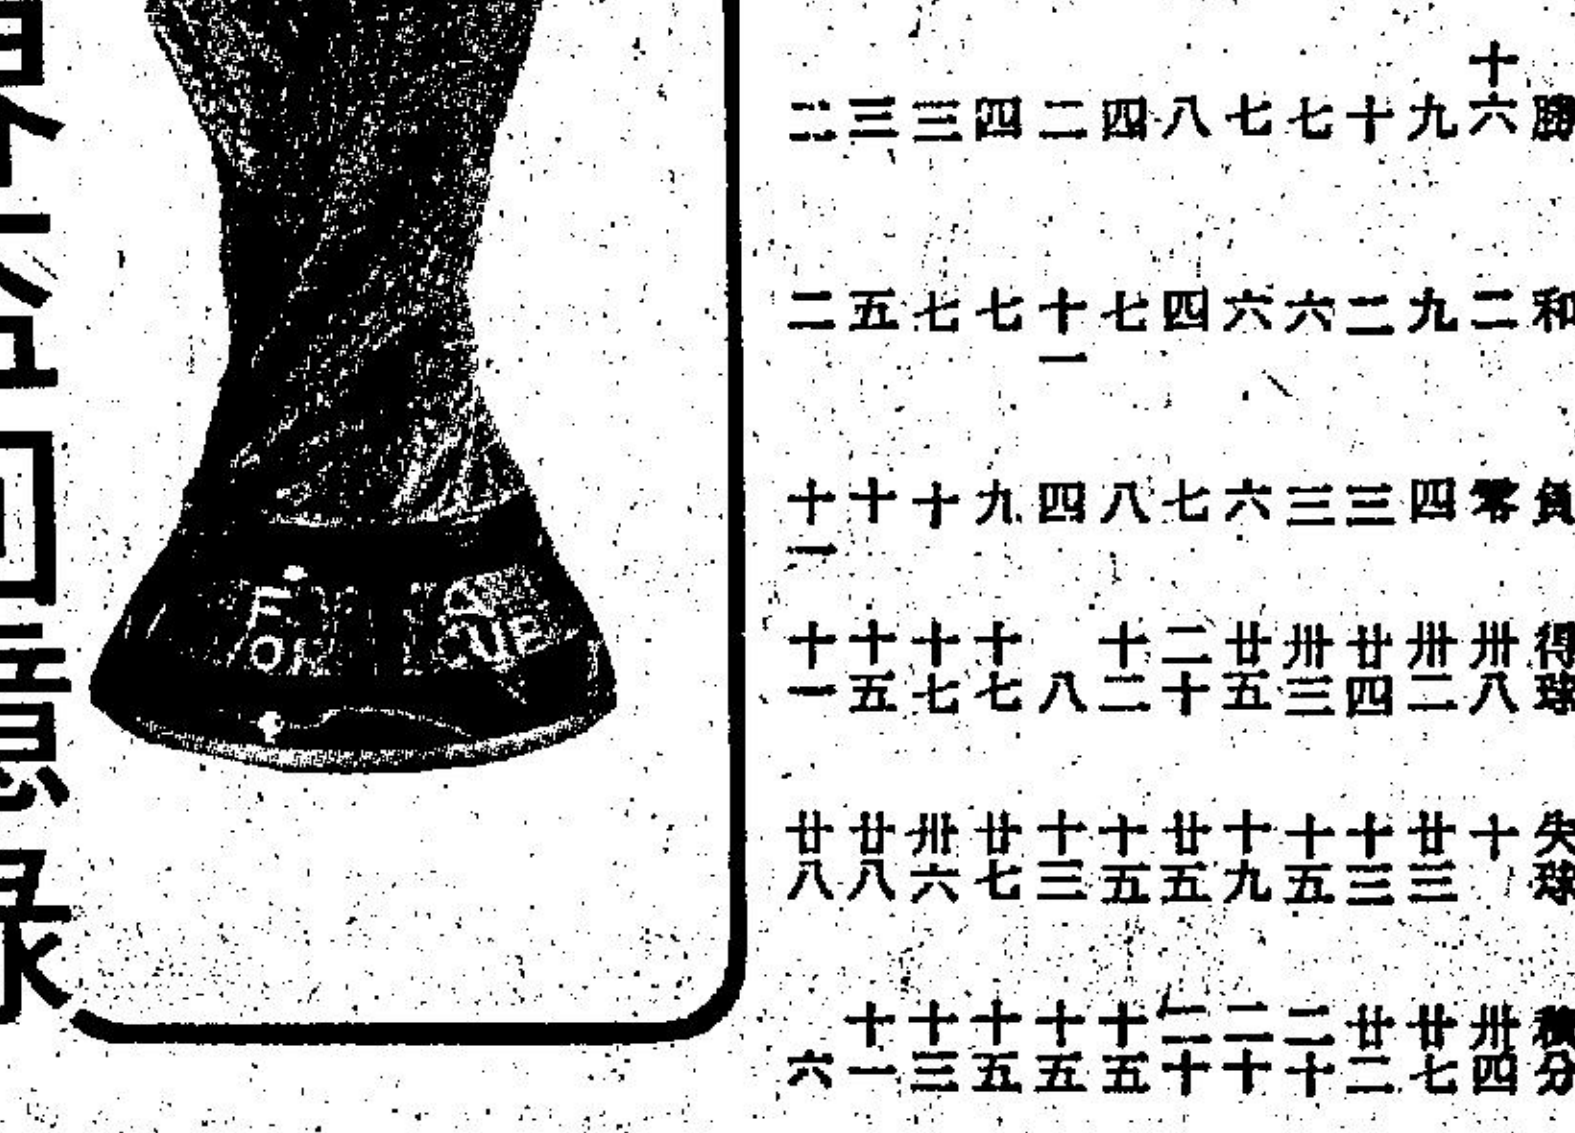 勝 和 負 得球 失球 積分
十六 二 零 卅八 十 卅四
九 九 四 卅二 廿三 廿七
十 二 三 廿四 十三 廿二
七 六 三 卅三 十五 二十
七 六 六 廿五 十九 二十
八 四 七 二十 廿五 二十
四 七 八 十二 十五 十五
二 十一 四 八 十三 十五
四 七 九 十七 廿七 十五
三 七 十 十七 卅六 十三
三 五 十 十五 廿八 十一
二 二 十一 十一 廿八 六
CUP